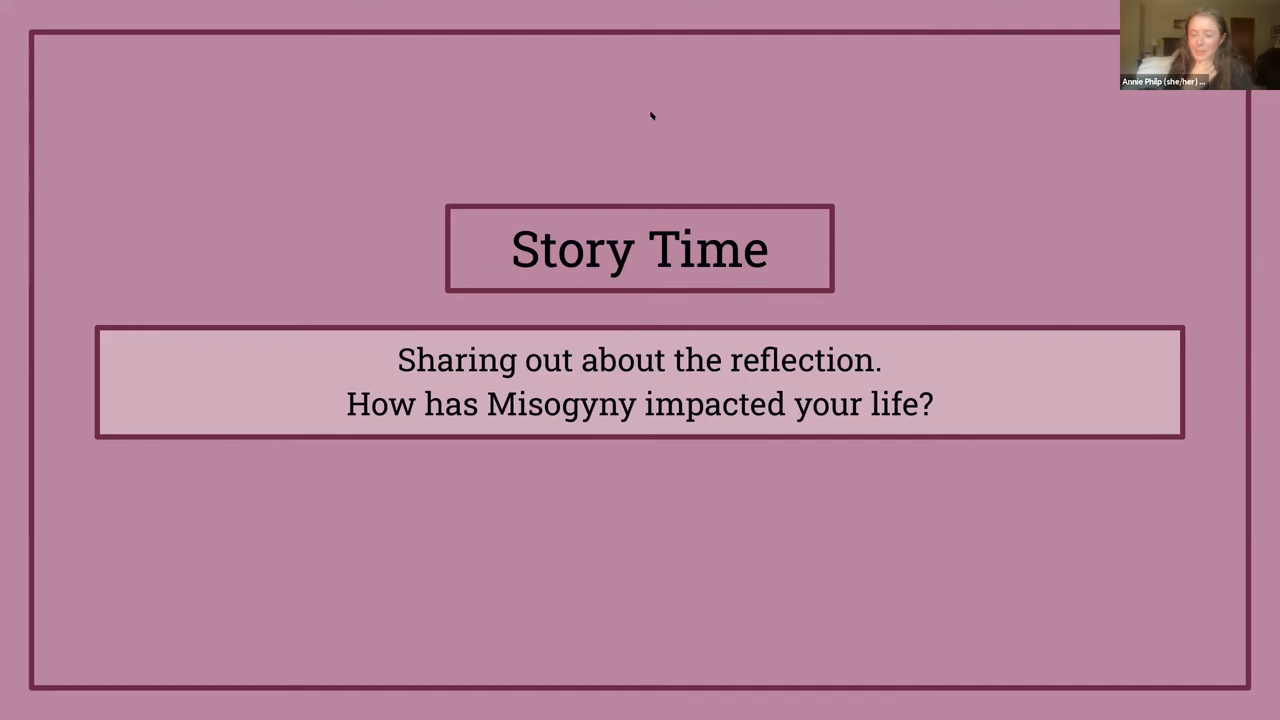 Annie Philp (she/her) ...
Story Time
Sharing out about the reflection.
How has Misogyny impacted your life?